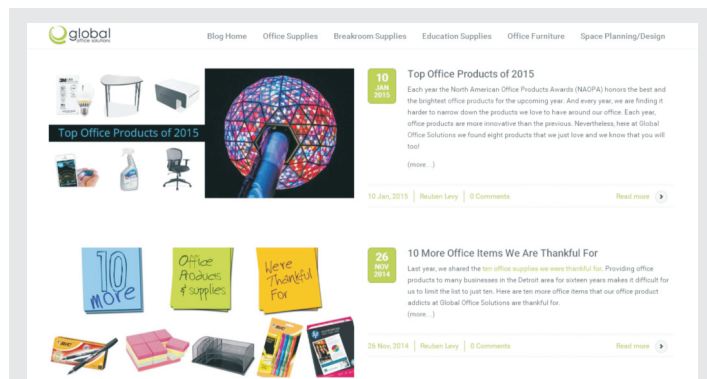 global
office solutions
Blog Home Office Supplies Breakroom Supplies Education Supplies Office Furniture Space Planning/Design
Top Office Products of 2015
10
JAN
2015
Top Office Products of 2015
Each year the North American Office Products Awards (NAOPA) honors the best and
the brightest office products for the upcoming year. And every year, we are finding it
harder to narrow down the products we love to have around our office. Each year,
office products are more innovative than the previous. Nevertheless, here at Global
Office Solutions we found eight products that we just love and we know that you will
too!
(more...)
10 Jan, 2015 Reuben Levy 0 Comments Read more
10
more
Office
Products
& supplies
We're
Thankful
For
26
NOV
2014
10 More Office Items We Are Thankful For
Last year, we shared the ten office supplies we were thankful for. Providing office
products to many businesses in the Detroit area for sixteen years makes it difficult for
us to limit the list to just ten. Here are ten more office items that our office product
addicts at Global Office Solutions are thankful for.
(more...)
26 Nov, 2014 Reuben Levy 0 Comments Read more